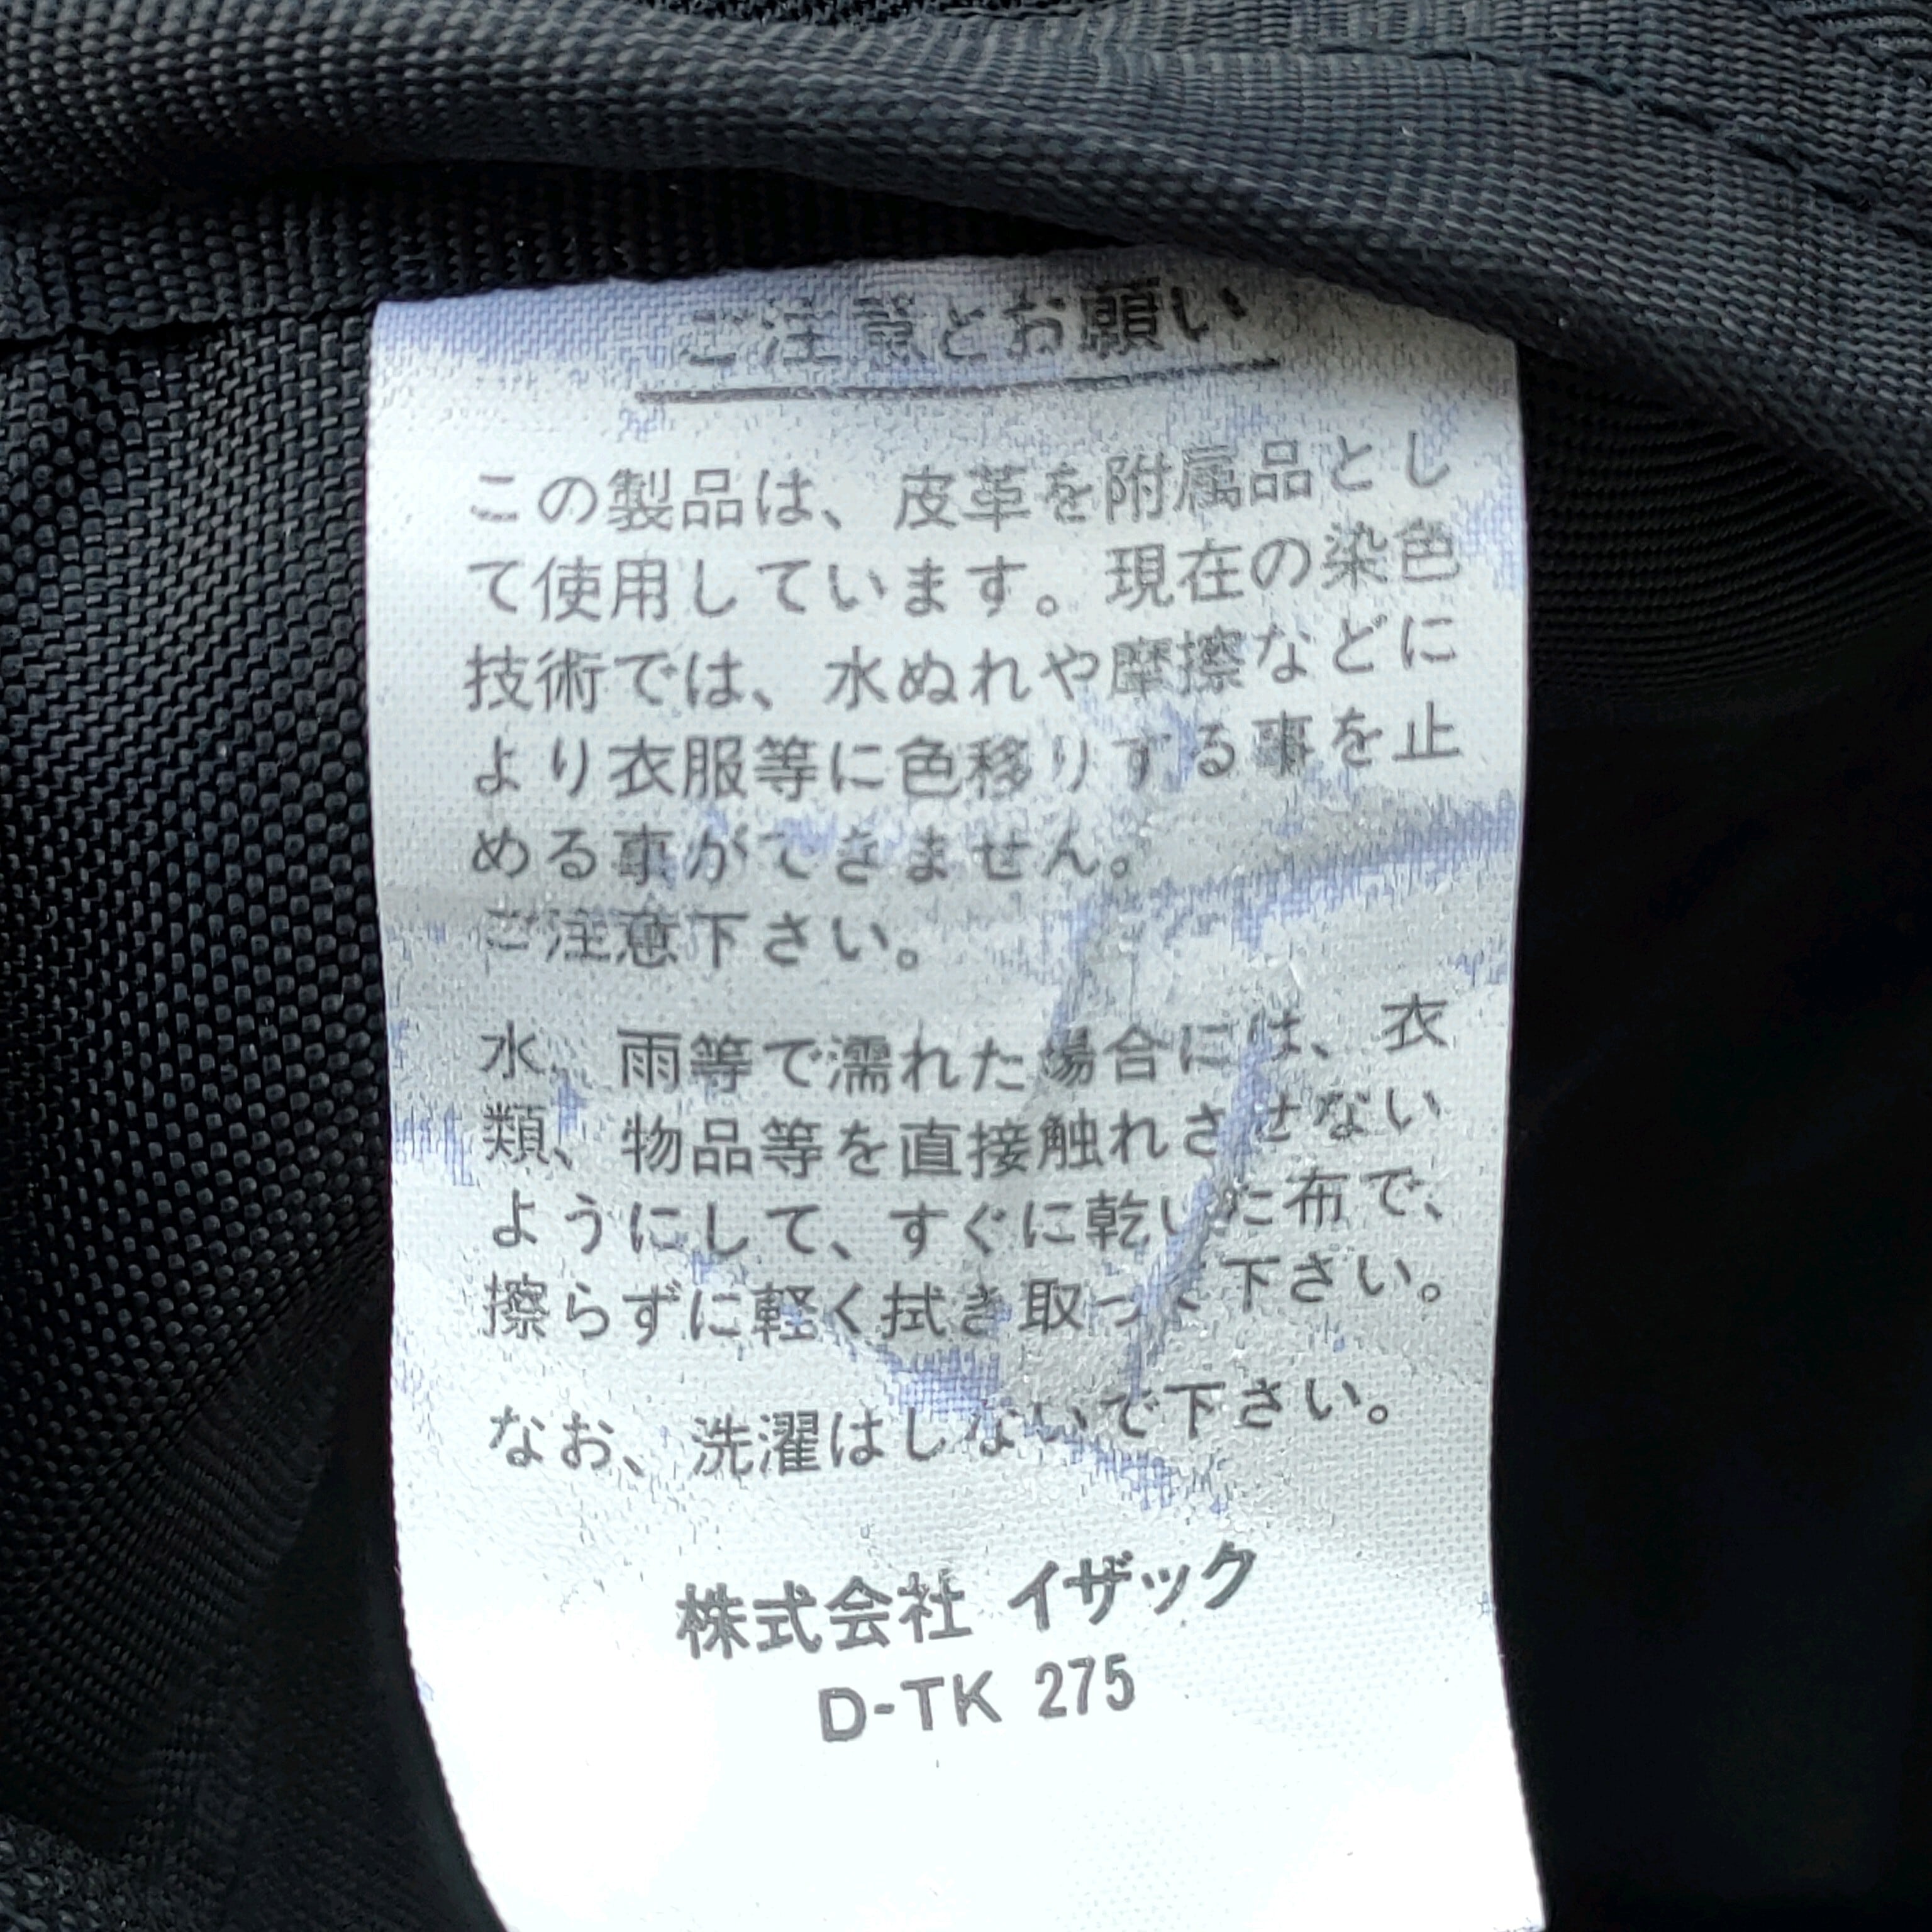 ご注意とお願い
この製品は、皮革を附属品とし
て使用しています。現在の染色
技術では、水ぬれや摩擦などに
より衣服等に色移りする事を止
める事ができません。
ご注意下さい。
水、雨等で濡れた場合には、衣
類、物品等を直接触れさせない
ようにして、すぐに乾いた布で、
擦らずに軽く拭き取って下さい。
なお、洗濯はしないで下さい。
株式会社 イザック
D-TK 275